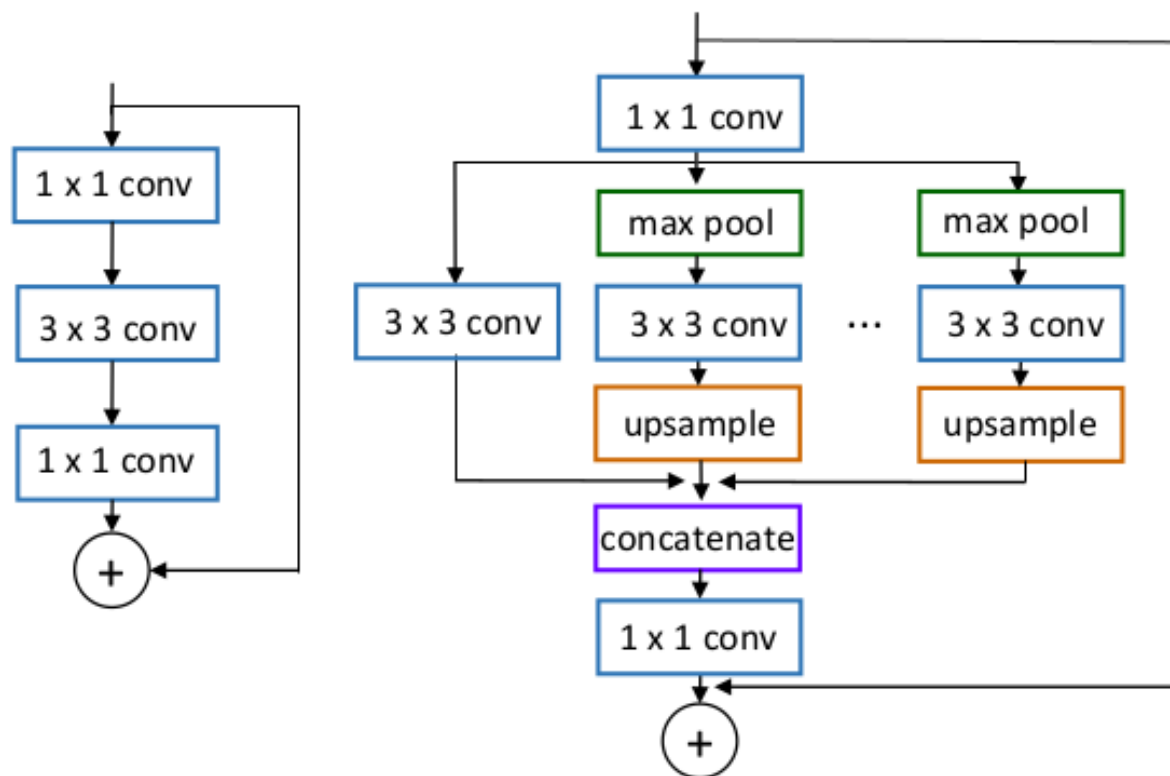 1 x 1 conv
3 x 3 conv
1 x 1 conv
+
1 x 1 conv
max pool
max pool
3 x 3 conv
3 x 3 conv
...
3 x 3 conv
upsample
upsample
concatenate
1 x 1 conv
+